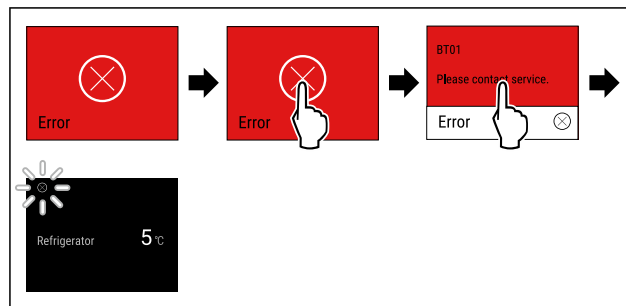 Error
Error
BT01
Please contact service.
Error
Refrigerator 5 °C